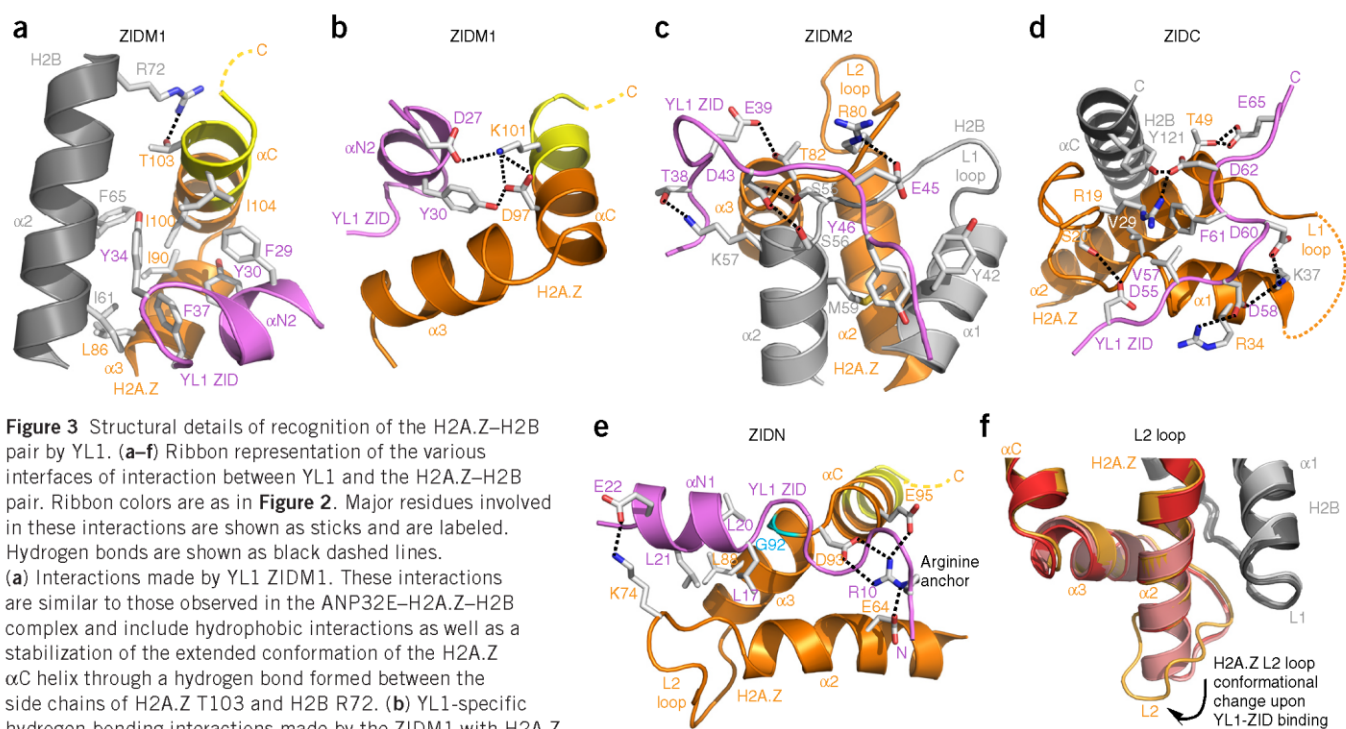 a
ZIDM1
H2B
R72
C
T103
αC
F65
I100
I104
α2
F29
Y34
I90
Y30
I61
F37
αN2
L86
α3
H2A.Z
YL1 ZID
b
ZIDM1
C
D27
K101
αN2
YL1 ZID
Y30
D97
αC
H2A.Z
α3
c
ZIDM2
L2
loop
YL1 ZID
E39
R80
H2B
T82
L1
loop
T38
D43
S55
E45
α3
Y46
S56
K57
Y42
M59
α2
α2
α1
H2A.Z
d
ZIDC
C
C
E65
αC
H2B
T49
Y121
D62
R19
V29
L1
loop
F61
D60
K37
V57
α2
D55
α1
D58
H2A.Z
YL1 ZID
R34
Figure 3 Structural details of recognition of the H2A.Z–H2B
pair by YL1. (a–f) Ribbon representation of the various
interfaces of interaction between YL1 and the H2A.Z–H2B
pair. Ribbon colors are as in Figure 2. Major residues involved
in these interactions are shown as sticks and are labeled.
Hydrogen bonds are shown as black dashed lines.
(a) Interactions made by YL1 ZIDM1. These interactions
are similar to those observed in the ANP32E–H2A.Z–H2B
complex and include hydrophobic interactions as well as a
stabilization of the extended conformation of the H2A.Z
αC helix through a hydrogen bond formed between the
side chains of H2A.Z T103 and H2B R72. (b) YL1-specific
hydrogen bonding interactions made by the ZIDM1 with H2A.Z
e
ZIDN
αC
C
E22
αN1
YL1 ZID
E95
L20
G92
L21
L88
D93
Arginine
anchor
K74
L17
α3
R10
E64
N
L2
loop
H2A.Z
α2
f
L2 loop
αC
H2A.Z
α1
H2B
α3
α2
L1
H2A.Z L2 loop
conformational
change upon
YL1-ZID binding
L2